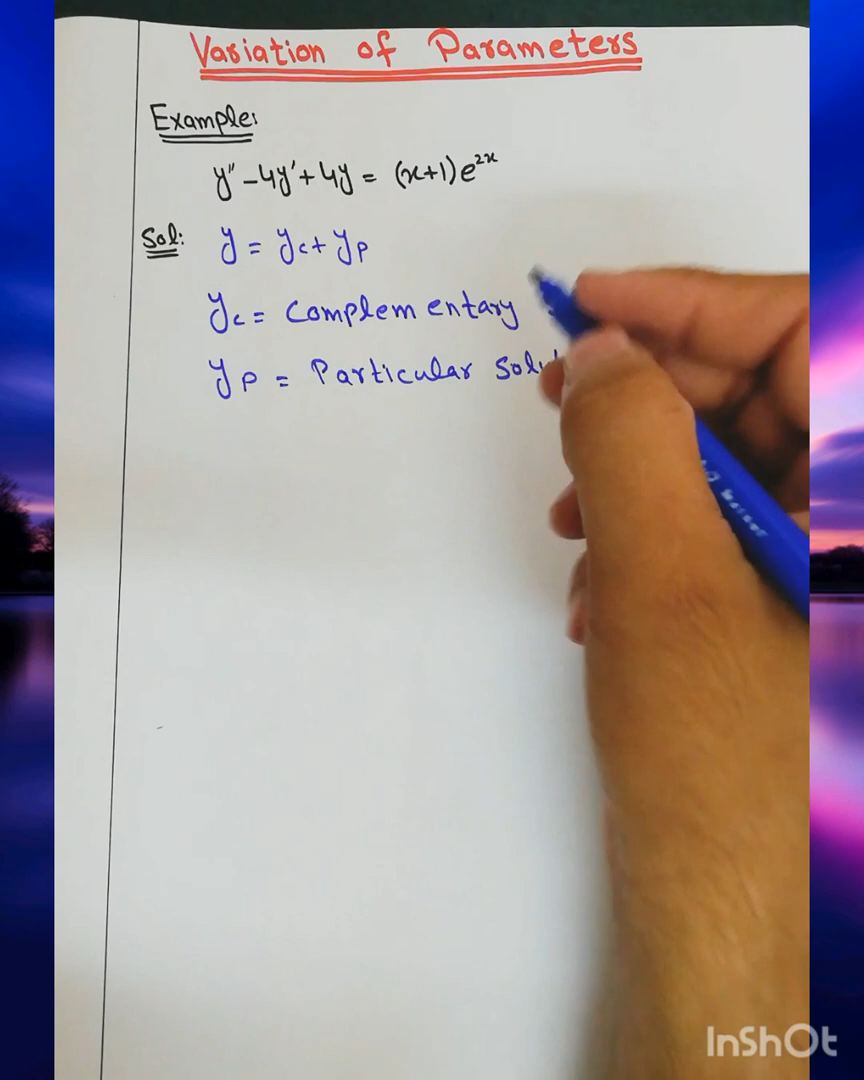 Variation of Parameters
Example:
y'' - 4y' + 4y = (x+1)e^{2x}
Sol: y = yc + yp
yc = Complementary
yp = Particular
InShOt